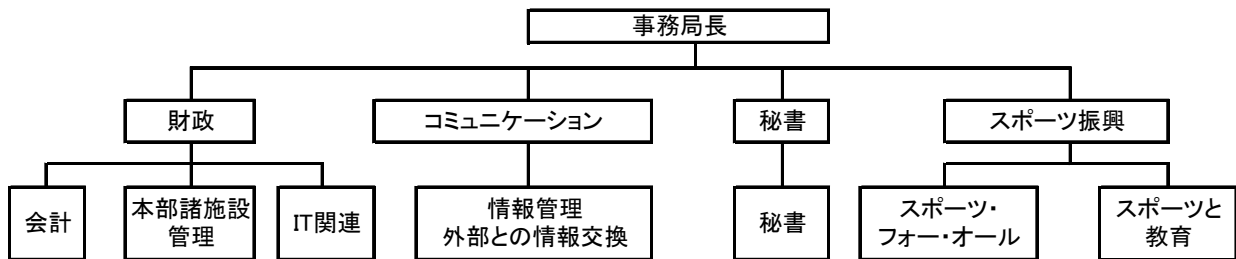 事務局長
財政
コミュニケーション
秘書
スポーツ振興
会計
本部諸施設
管理
IT関連
情報管理
外部との情報交換
秘書
スポーツ・
フォー・オール
スポーツと
教育